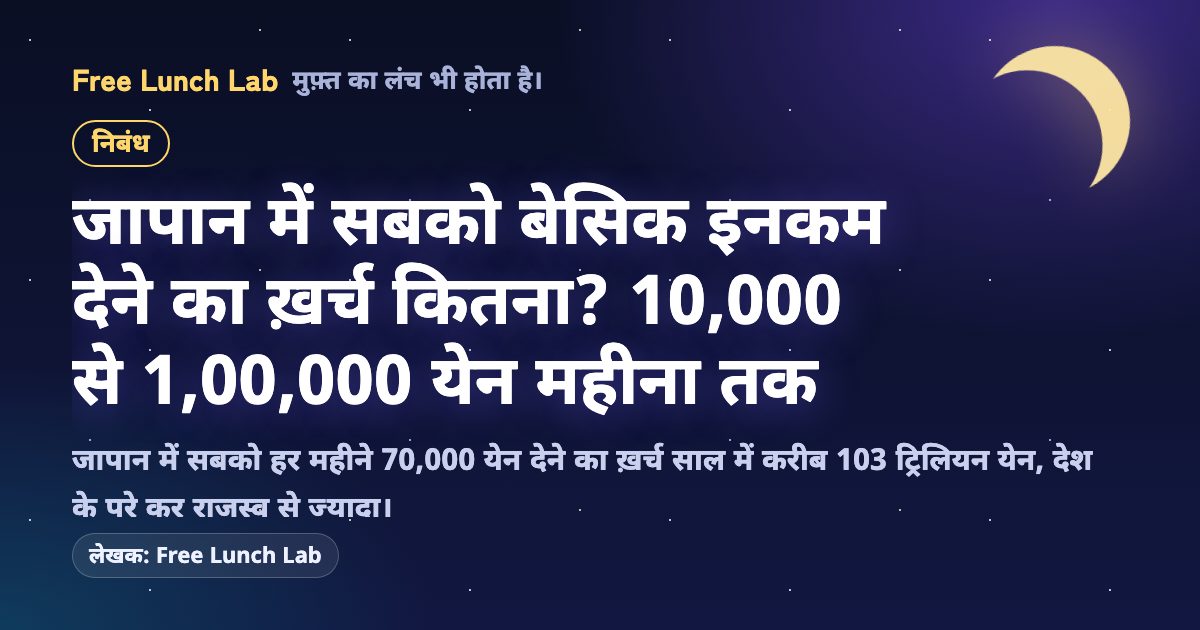 Free Lunch Lab मुफ़्त का लंच भी होता है।
निबंध
जापान में सबको बेसिक इनकम
देने का ख़र्च कितना? 10,000
से 1,00,000 येन महीना तक
जापान में सबको हर महीने 70,000 येन देने का ख़र्च साल में करीब 103 ट्रिलियन येन, देश
के पूरे कर राजस्व से ज्यादा।
लेखक: Free Lunch Lab